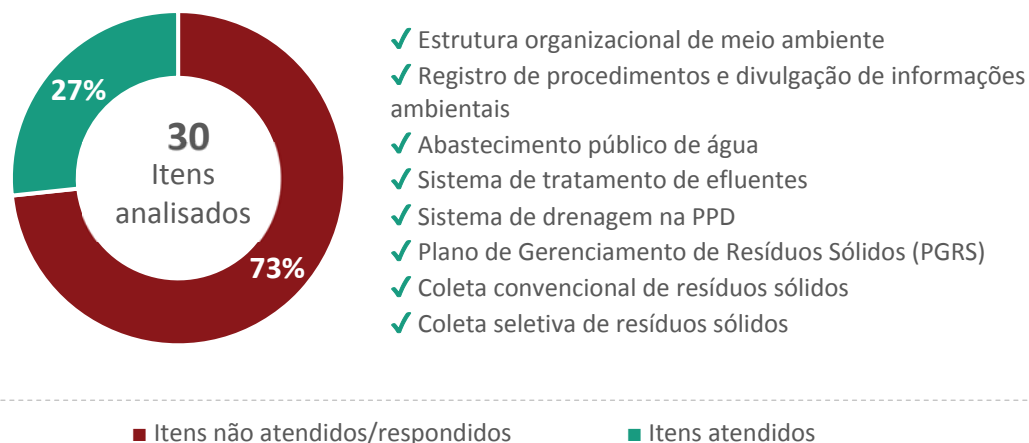 27%
30
Itens
analisados
73%
✔ Estrutura organizacional de meio ambiente
✔ Registro de procedimentos e divulgação de informações
ambientais
✔ Abastecimento público de água
✔ Sistema de tratamento de efluentes
✔ Sistema de drenagem na PPD
✔ Plano de Gerenciamento de Resíduos Sólidos (PGRS)
✔ Coleta convencional de resíduos sólidos
✔ Coleta seletiva de resíduos sólidos
Itens não atendidos/respondidos
Itens atendidos